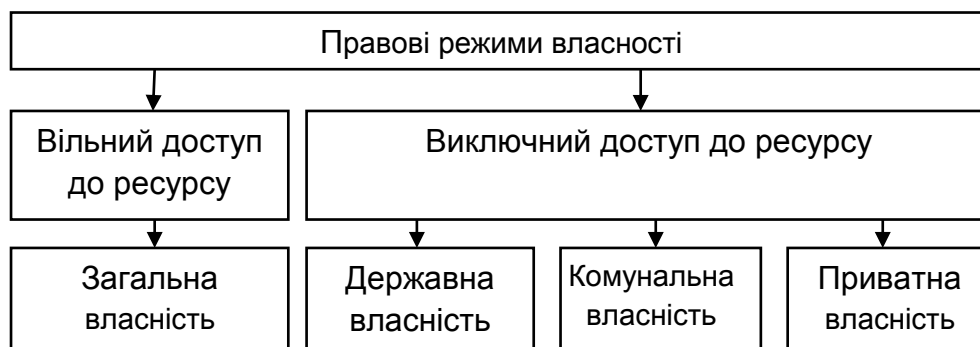 Правові режими власності
Вільний доступ
до ресурсу
Виключний доступ до ресурсу
Загальна
власність
Державна
власність
Комунальна
власність
Приватна
власність